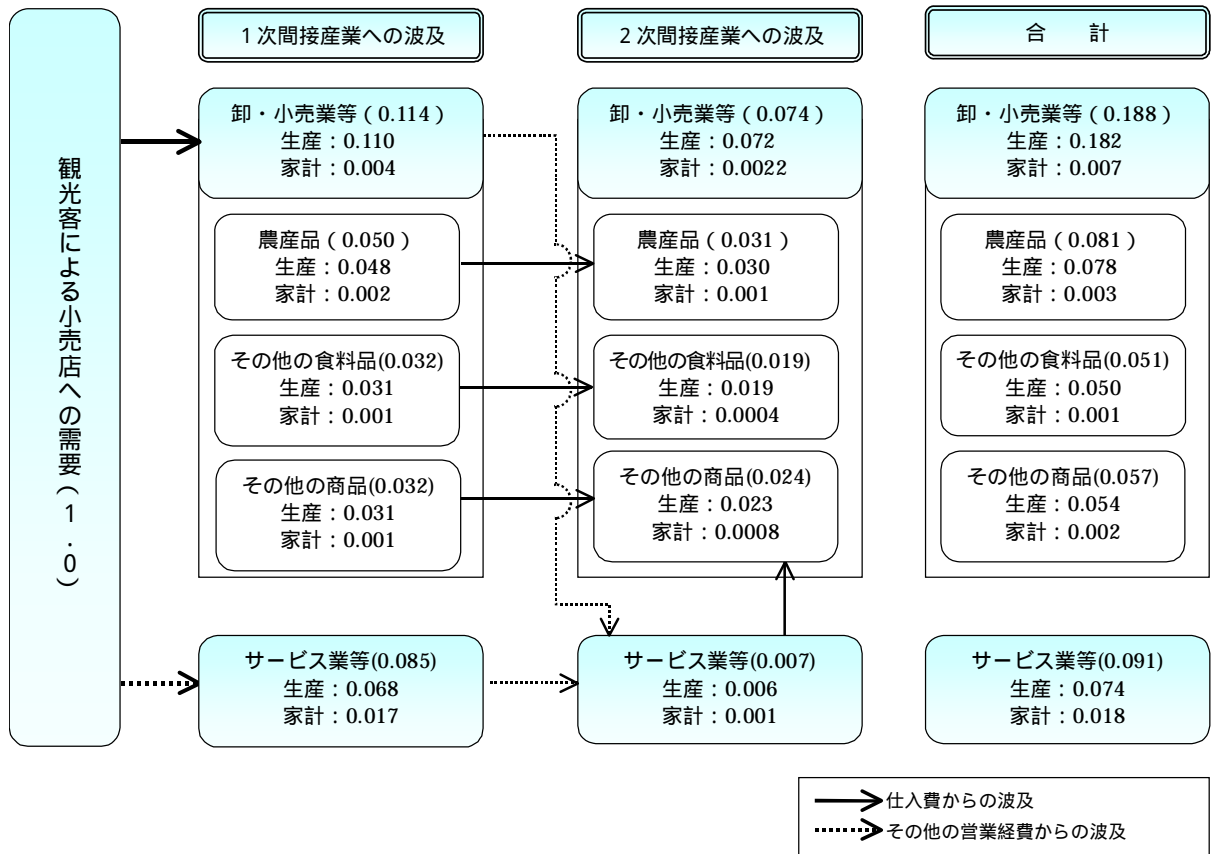 観光客による小売店への需要(1.0)
1次間接産業への波及
2次間接産業への波及
合　計
卸・小売業等（0.114）
生産：0.110
家計：0.004
卸・小売業等（0.074）
生産：0.072
家計：0.0022
卸・小売業等（0.188）
生産：0.182
家計：0.007
農産品（0.050）
生産：0.048
家計：0.002
農産品（0.031）
生産：0.030
家計：0.001
農産品（0.081）
生産：0.078
家計：0.003
その他の食料品(0.032)
生産：0.031
家計：0.001
その他の食料品(0.019)
生産：0.019
家計：0.0004
その他の食料品(0.051)
生産：0.050
家計：0.001
その他の商品(0.032)
生産：0.031
家計：0.001
その他の商品(0.024)
生産：0.023
家計：0.0008
その他の商品(0.057)
生産：0.054
家計：0.002
サービス業等(0.085)
生産：0.068
家計：0.017
サービス業等(0.007)
生産：0.006
家計：0.001
サービス業等(0.091)
生産：0.074
家計：0.018
仕入費からの波及
その他の営業経費からの波及